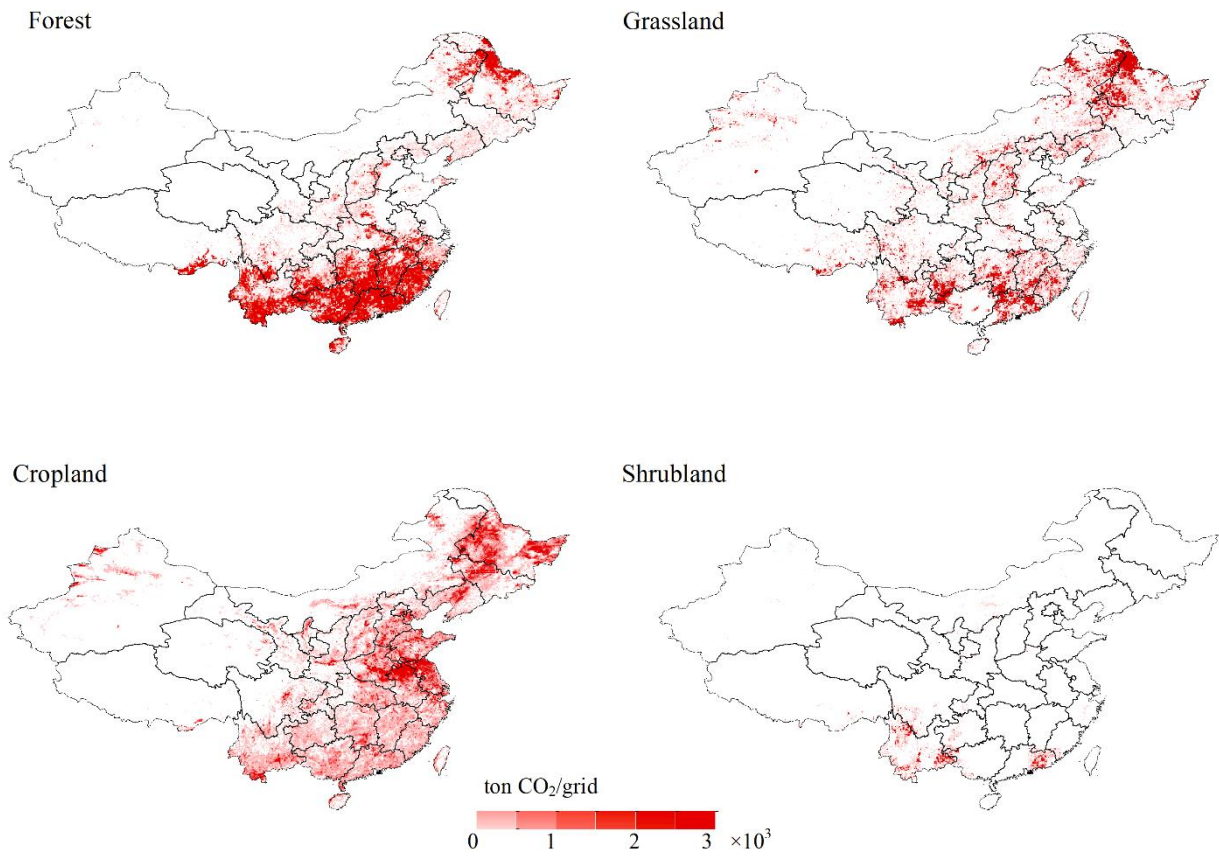 Forest
Grassland
Cropland
Shrubland
ton CO₂/grid
0 1 2 3 ×10³